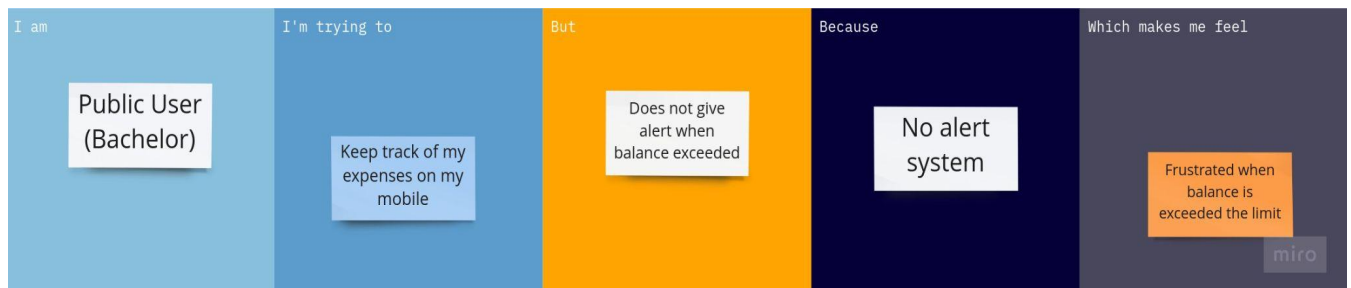 I am
Public User
(Bachelor)
I'm trying to
Keep track of my
expenses on my
mobile
But
Does not give
alert when
balance exceeded
Because
No alert
system
Which makes me feel
Frustrated when
balance is
exceeded the limit
miro